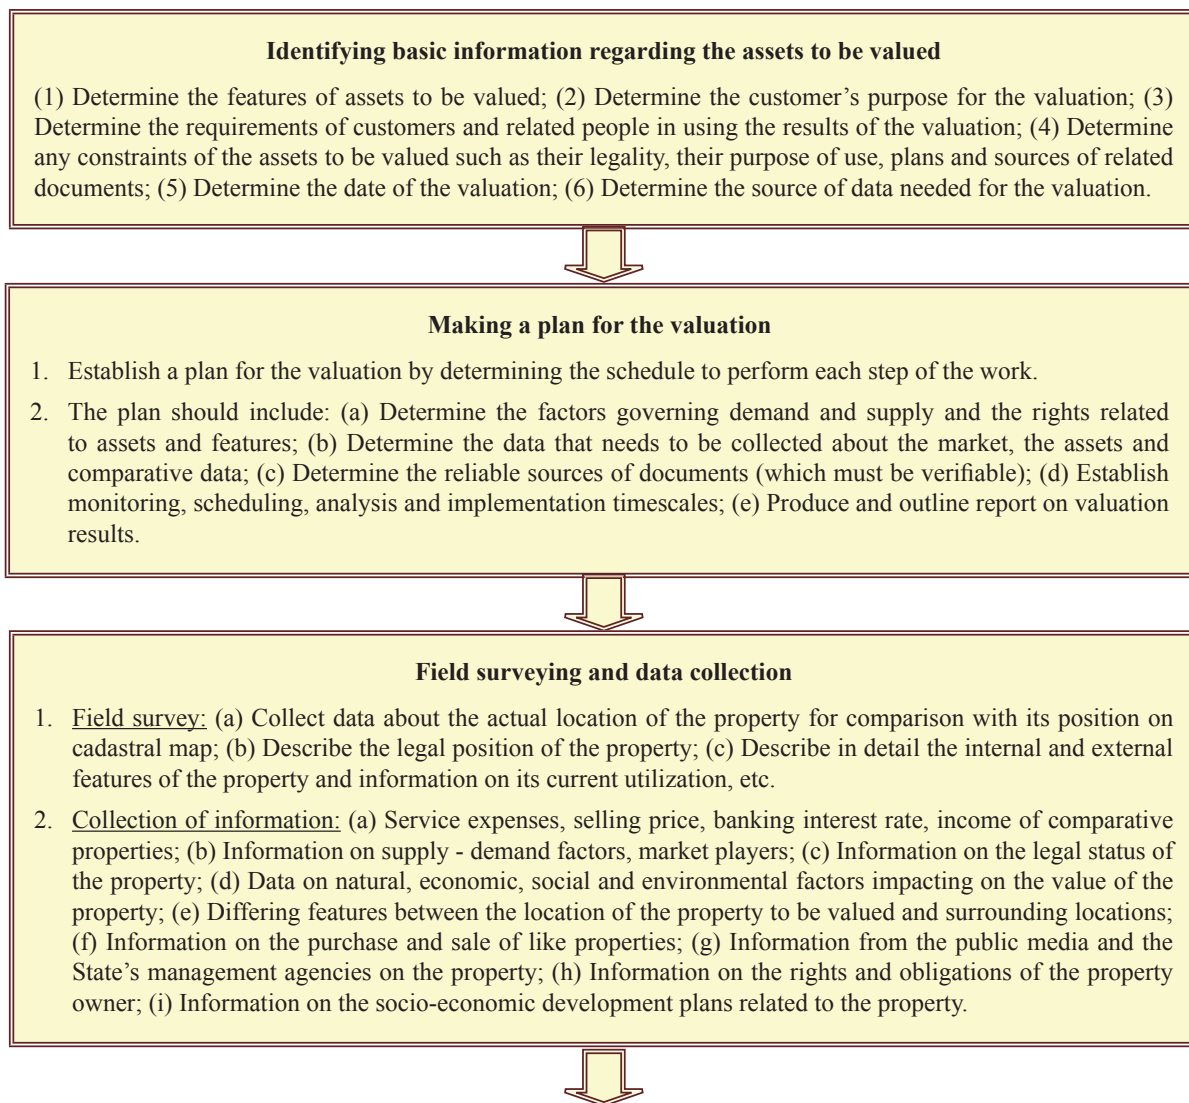 Identifying basic information regarding the assets to be valued
(1) Determine the features of assets to be valued; (2) Determine the customer’s purpose for the valuation; (3)
Determine the requirements of customers and related people in using the results of the valuation; (4) Determine
any constraints of the assets to be valued such as their legality, their purpose of use, plans and sources of related
documents; (5) Determine the date of the valuation; (6) Determine the source of data needed for the valuation.
Making a plan for the valuation
1. Establish a plan for the valuation by determining the schedule to perform each step of the work.
2. The plan should include: (a) Determine the factors governing demand and supply and the rights related
to assets and features; (b) Determine the data that needs to be collected about the market, the assets and
comparative data; (c) Determine the reliable sources of documents (which must be verifiable); (d) Establish
monitoring, scheduling, analysis and implementation timescales; (e) Produce and outline report on valuation
results.
Field surveying and data collection
1. Field survey: (a) Collect data about the actual location of the property for comparison with its position on
cadastral map; (b) Describe the legal position of the property; (c) Describe in detail the internal and external
features of the property and information on its current utilization, etc.
2. Collection of information: (a) Service expenses, selling price, banking interest rate, income of comparative
properties; (b) Information on supply - demand factors, market players; (c) Information on the legal status of
the property; (d) Data on natural, economic, social and environmental factors impacting on the value of the
property; (e) Differing features between the location of the property to be valued and surrounding locations;
(f) Information on the purchase and sale of like properties; (g) Information from the public media and the
State’s management agencies on the property; (h) Information on the rights and obligations of the property
owner; (i) Information on the socio-economic development plans related to the property.